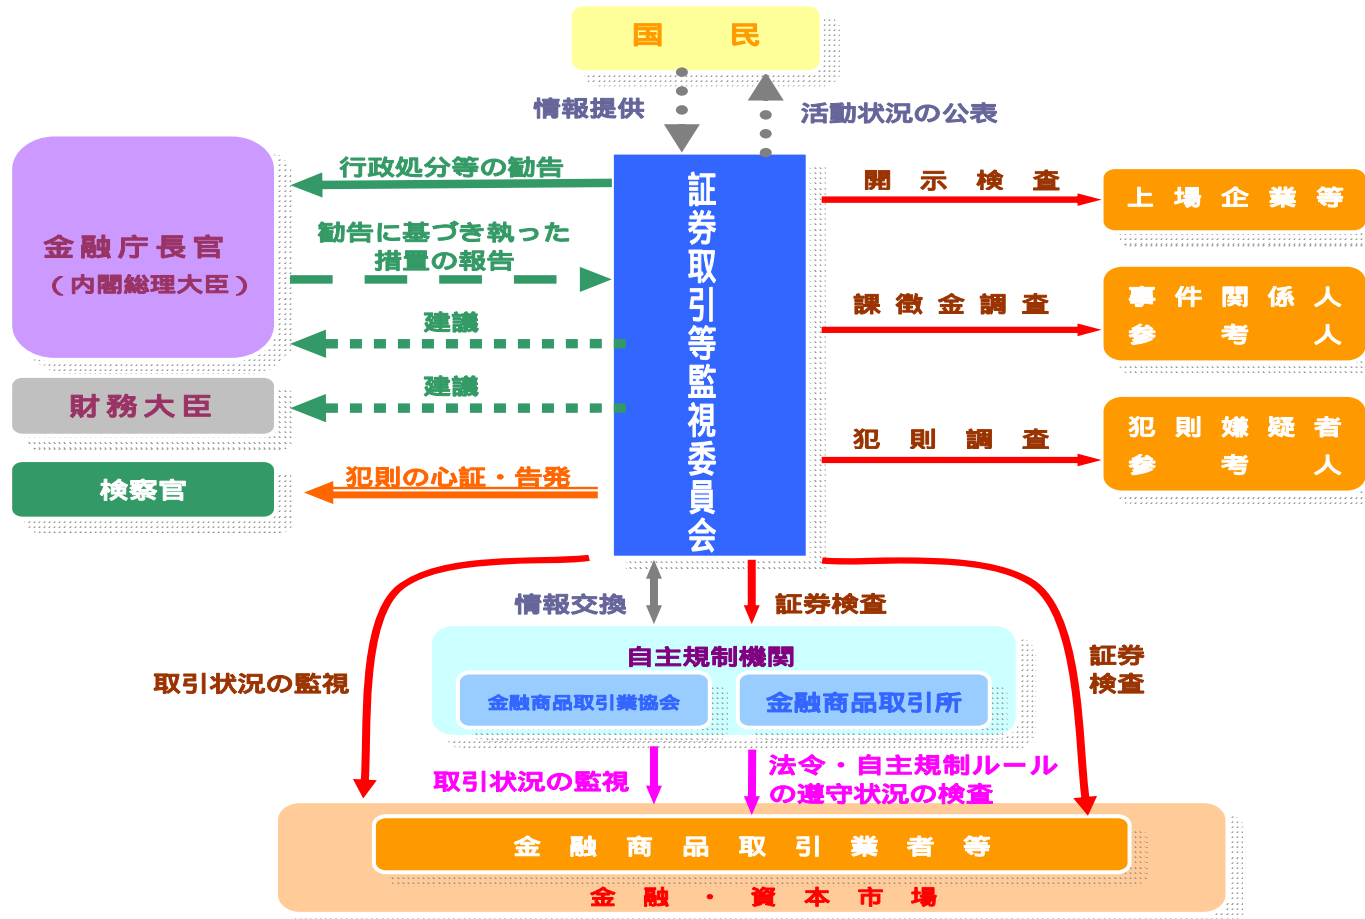 国　民
情報提供
活動状況の公表
行政処分等の勧告
勧告に基づき執った
措置の報告
建議
建議
犯則の心証・告発
金融庁長官
（内閣総理大臣）
財務大臣
検察官
証券取引等監視委員会
開示検査
上場企業等
課徴金調査
事件関係人
参考人
犯則調査
犯則嫌疑者
参考人
情報交換
証券検査
取引状況の監視
証券
検査
自主規制機関
金融商品取引業協会
金融商品取引所
取引状況の監視
法令・自主規制ルール
の遵守状況の検査
金融商品取引業者等
金融・資本市場